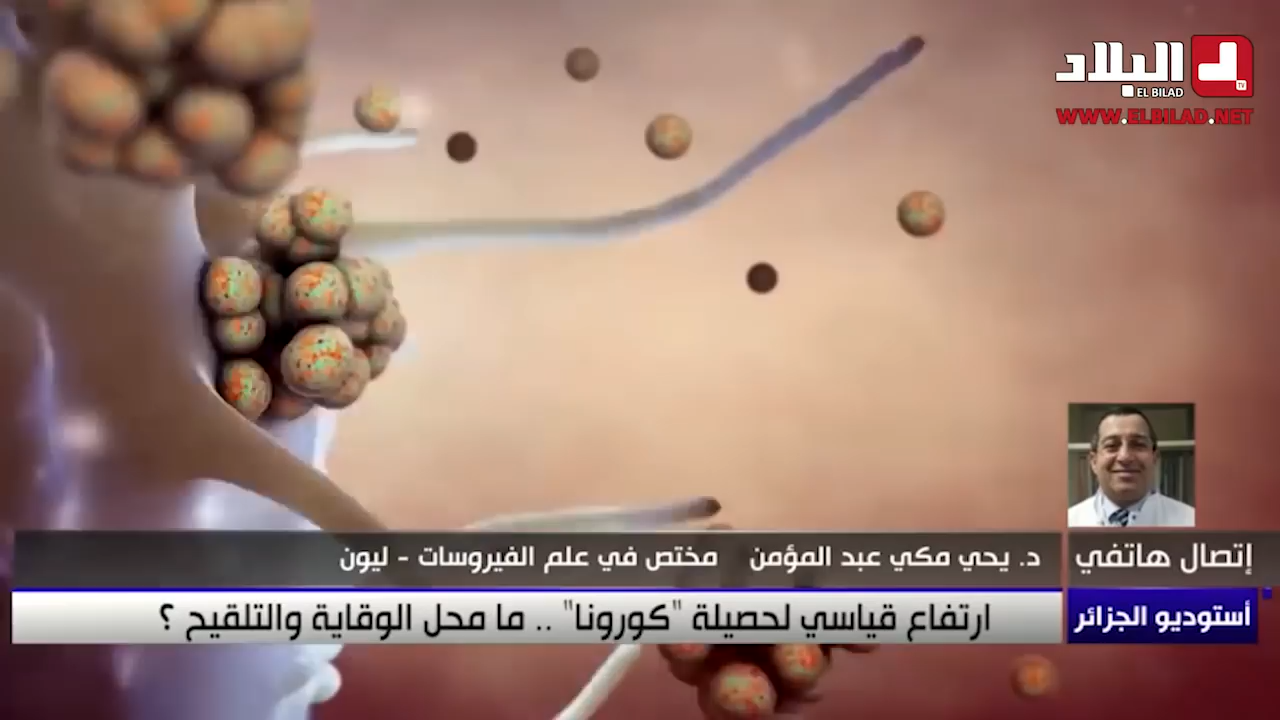 البلاد
EL BILAD
TV
WWW.ELBILAD.NET
إتصال هاتفي
د. يحي مكي عبد المؤمن مختص في علم الفيروسات - ليون
أستوديو الجزائر
ارتفاع قياسي لحصيلة "كورونا" .. ما محل الوقاية والتلقيح ؟